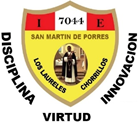 I 7044 E
SAN MARTIN DE PORRES
LOS LAURELES CHORRILLOS
DISCIPLINA
VIRTUD
INNOVACION